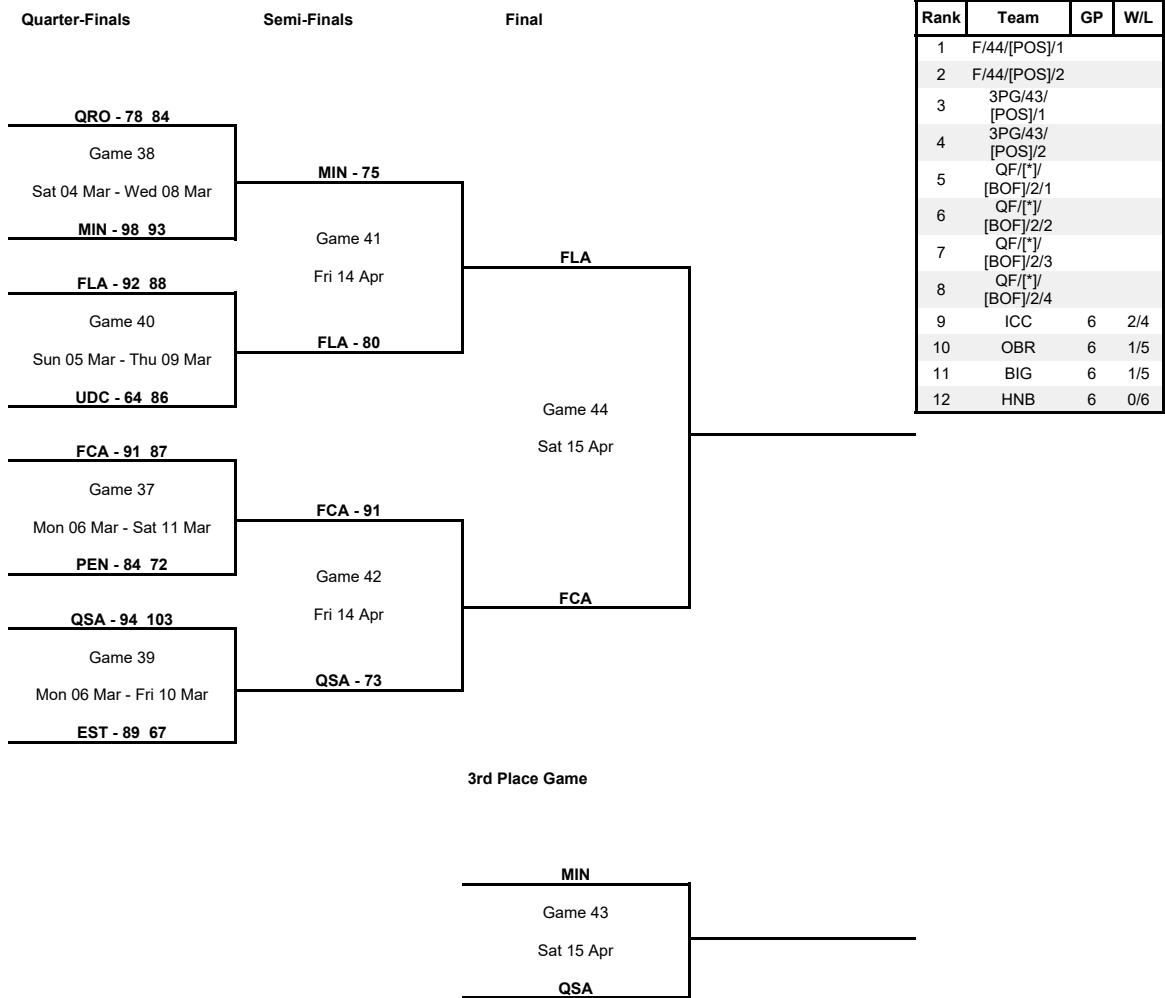 Quarter-Finals Semi-Finals Final
QRO - 78 84
Game 38
Sat 04 Mar - Wed 08 Mar
MIN - 98 93
FLA - 92 88
Game 40
Sun 05 Mar - Thu 09 Mar
UDC - 64 86
FCA - 91 87
Game 37
Mon 06 Mar - Sat 11 Mar
PEN - 84 72
QSA - 94 103
Game 39
Mon 06 Mar - Fri 10 Mar
EST - 89 67
MIN - 75
Game 41
Fri 14 Apr
FLA - 80
FCA - 91
Game 42
Fri 14 Apr
QSA - 73
FLA
Game 44
Sat 15 Apr
FCA
3rd Place Game
MIN
Game 43
Sat 15 Apr
QSA
Rank Team GP W/L
1 F/44/[POS]/1
2 F/44/[POS]/2
3 3PG/43/
[POS]/1
4 3PG/43/
[POS]/2
5 QF/[*]/
[BOF]/2/1
6 QF/[*]/
[BOF]/2/2
7 QF/[*]/
[BOF]/2/3
8 QF/[*]/
[BOF]/2/4
9 ICC 6 2/4
10 OBR 6 1/5
11 BIG 6 1/5
12 HNB 6 0/6